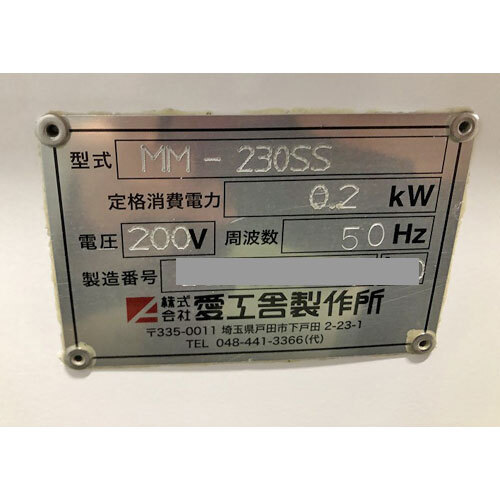 型式 MM-230SS
定格消費電力 0.2 kW
電圧 200V 周波数 50 Hz
製造番号
株式会社 愛工舎製作所
〒335-0011 埼玉県戸田市下戸田 2-23-1
TEL 048-441-3366(代)